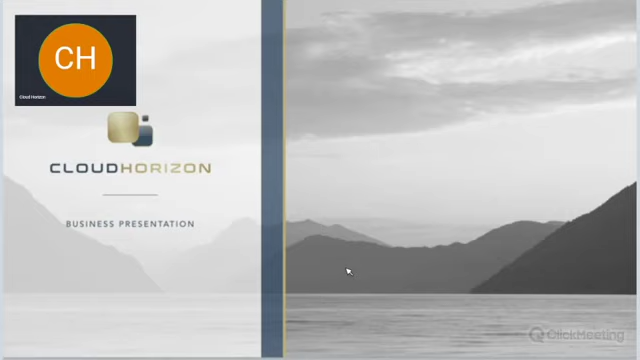 CH
Cloud Horizon
CLOUDHORIZON
BUSINESS PRESENTATION
ClickMeeting